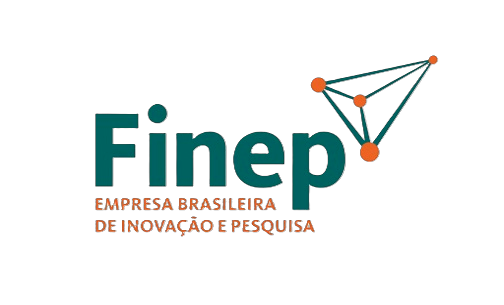 Finep
EMPRESA BRASILEIRA
DE INOVAÇÃO E PESQUISA